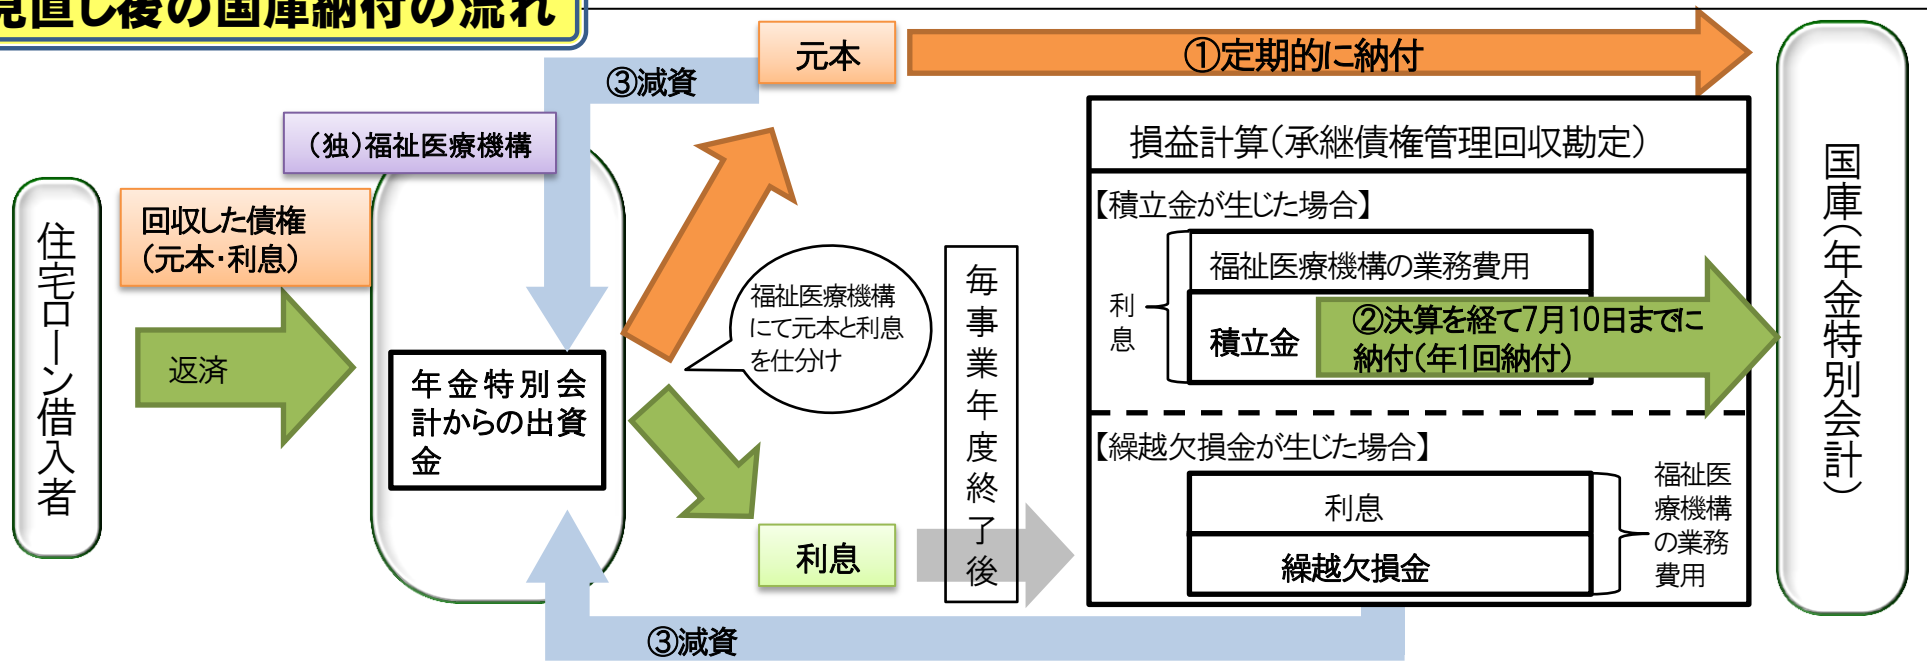 見直し後の国庫納付の流れ
元本
①定期的に納付
③減資
（独）福祉医療機構
住宅ローン借入者
回収した債権
（元本・利息）
返済
年金特別会
計からの出資
金
福祉医療機構
にて元本と利息
を仕分け
利息
毎事業年度終了後
損益計算（承継債権管理回収勘定）
【積立金が生じた場合】
利息
福祉医療機構の業務費用
積立金
②決算を経て7月10日までに
納付（年1回納付）
【繰越欠損金が生じた場合】
利息
繰越欠損金
福祉医
療機構
の業務
費用
国庫（年金特別会計）
③減資